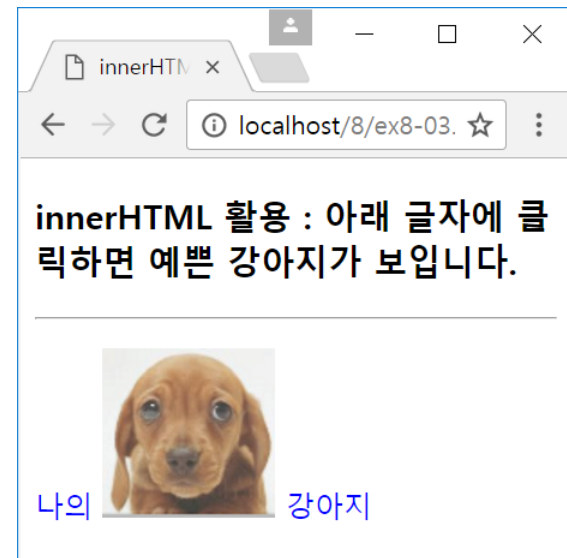 innerHTM
localhost/8/ex8-03.
innerHTML 활용 : 아래 글자에 클
릭하면 예쁜 강아지가 보입니다.
나의 강아지